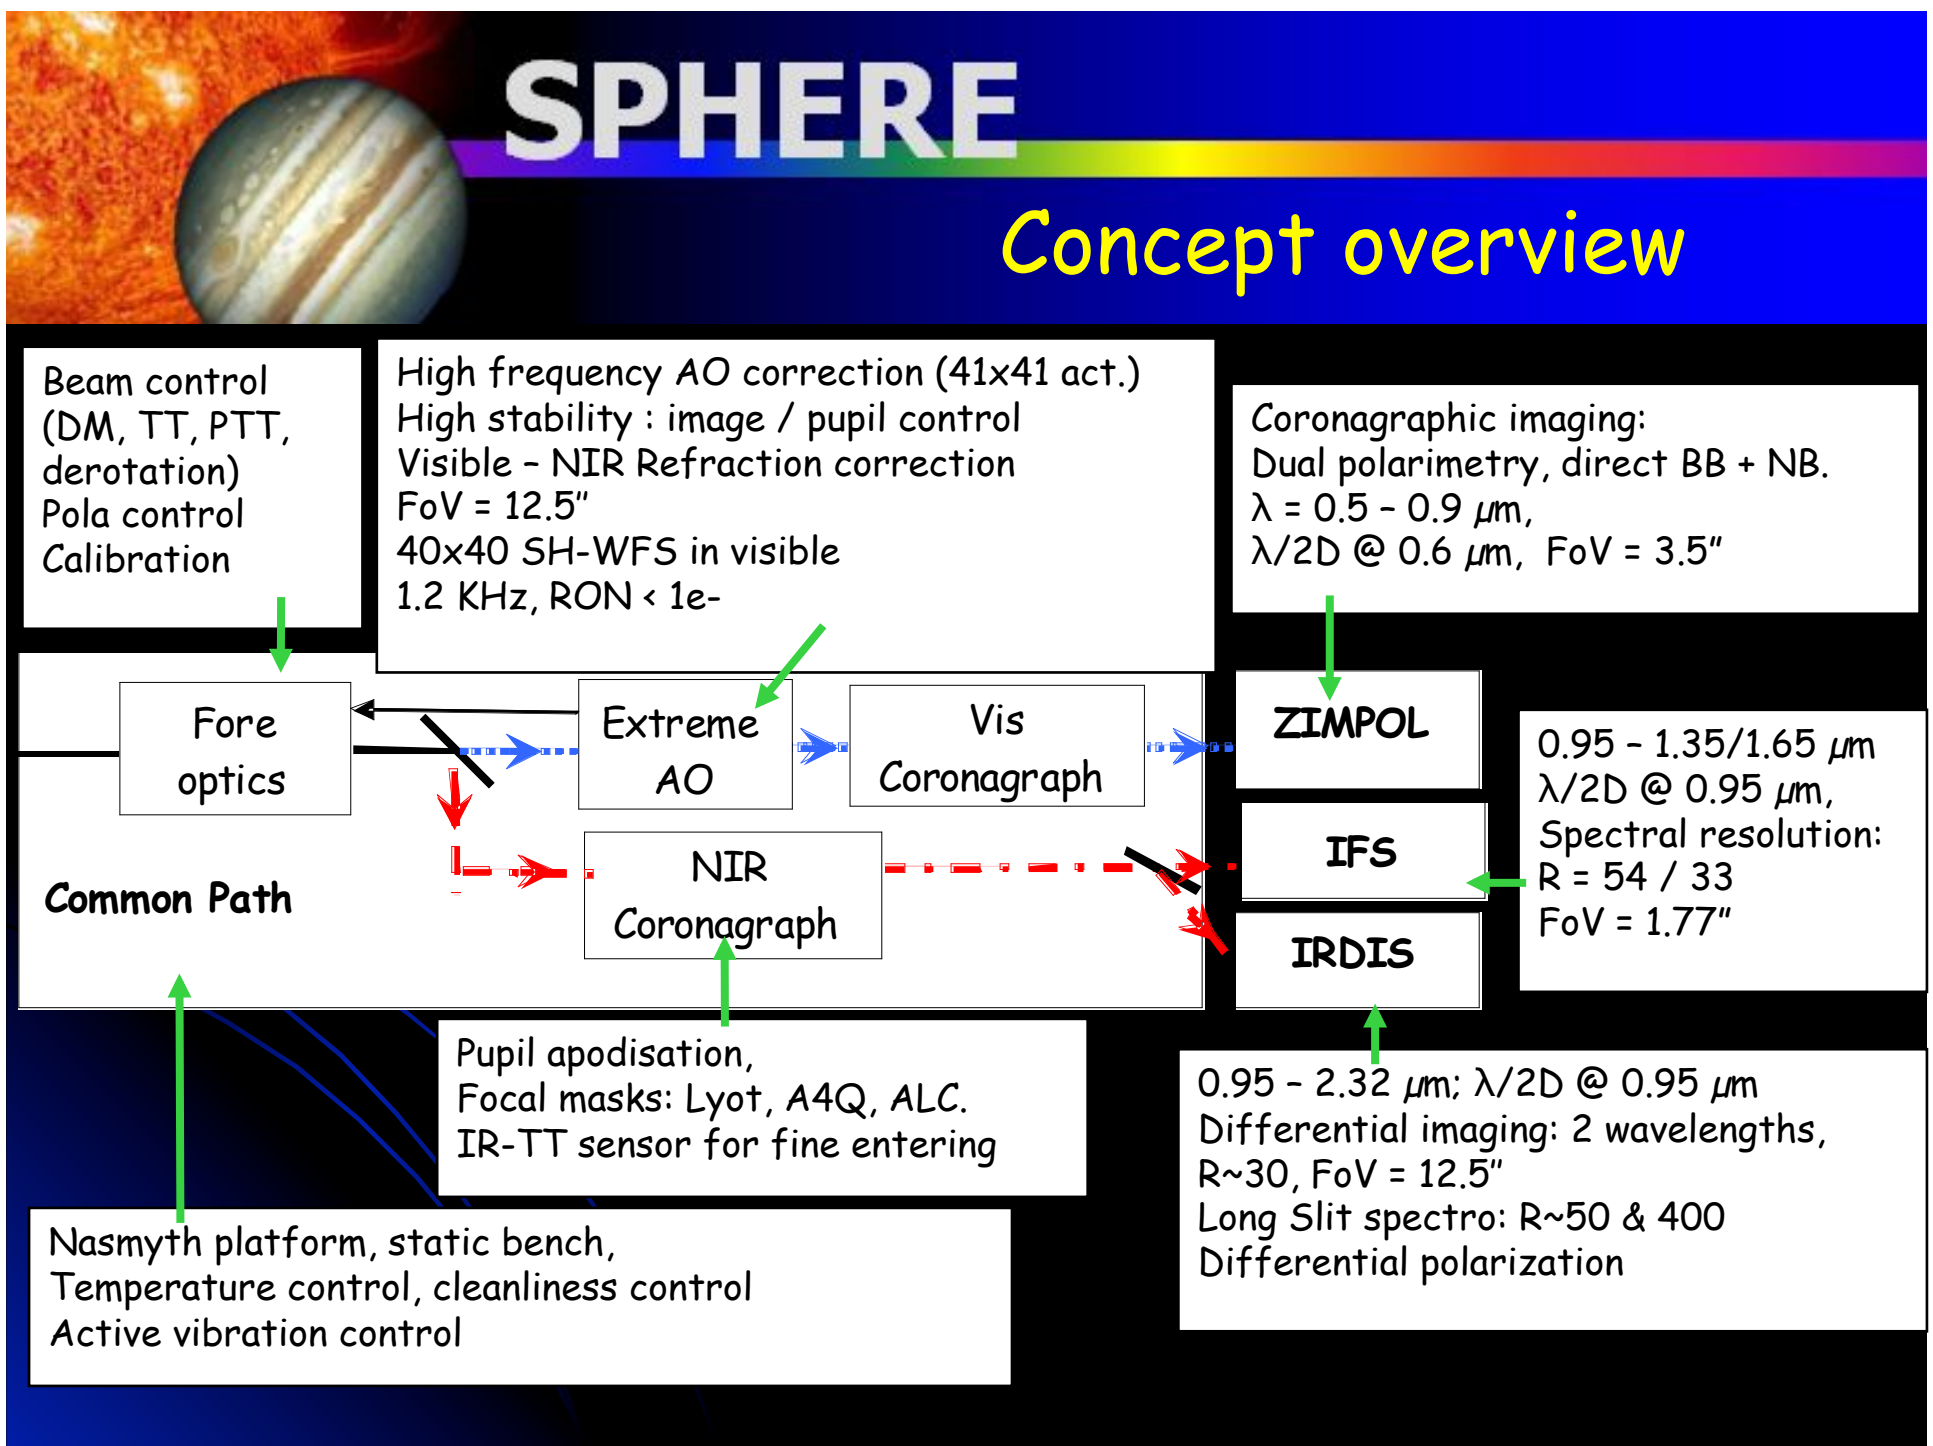 SPHERE
Concept overview
Beam control
(DM, TT, PTT,
derotation)
Pola control
Calibration
High frequency AO correction (41x41 act.)
High stability : image / pupil control
Visible – NIR Refraction correction
FoV = 12.5”
40x40 SH-WFS in visible
1.2 KHz, RON < 1e-
Coronagraphic imaging:
Dual polarimetry, direct BB + NB.
λ = 0.5 – 0.9 µm,
λ/2D @ 0.6 µm, FoV = 3.5”
Fore
optics
Extreme
AO
Vis
Coronagraph
ZIMPOL
0.95 – 1.35/1.65 µm
λ/2D @ 0.95 µm,
Spectral resolution:
R = 54 / 33
FoV = 1.77”
NIR
Coronagraph
IFS
Common Path
IRDIS
Pupil apodisation,
Focal masks: Lyot, A4Q, ALC.
IR-TT sensor for fine entering
0.95 – 2.32 µm; λ/2D @ 0.95 µm
Differential imaging: 2 wavelengths,
R~30, FoV = 12.5”
Long Slit spectro: R~50 & 400
Differential polarization
Nasmyth platform, static bench,
Temperature control, cleanliness control
Active vibration control